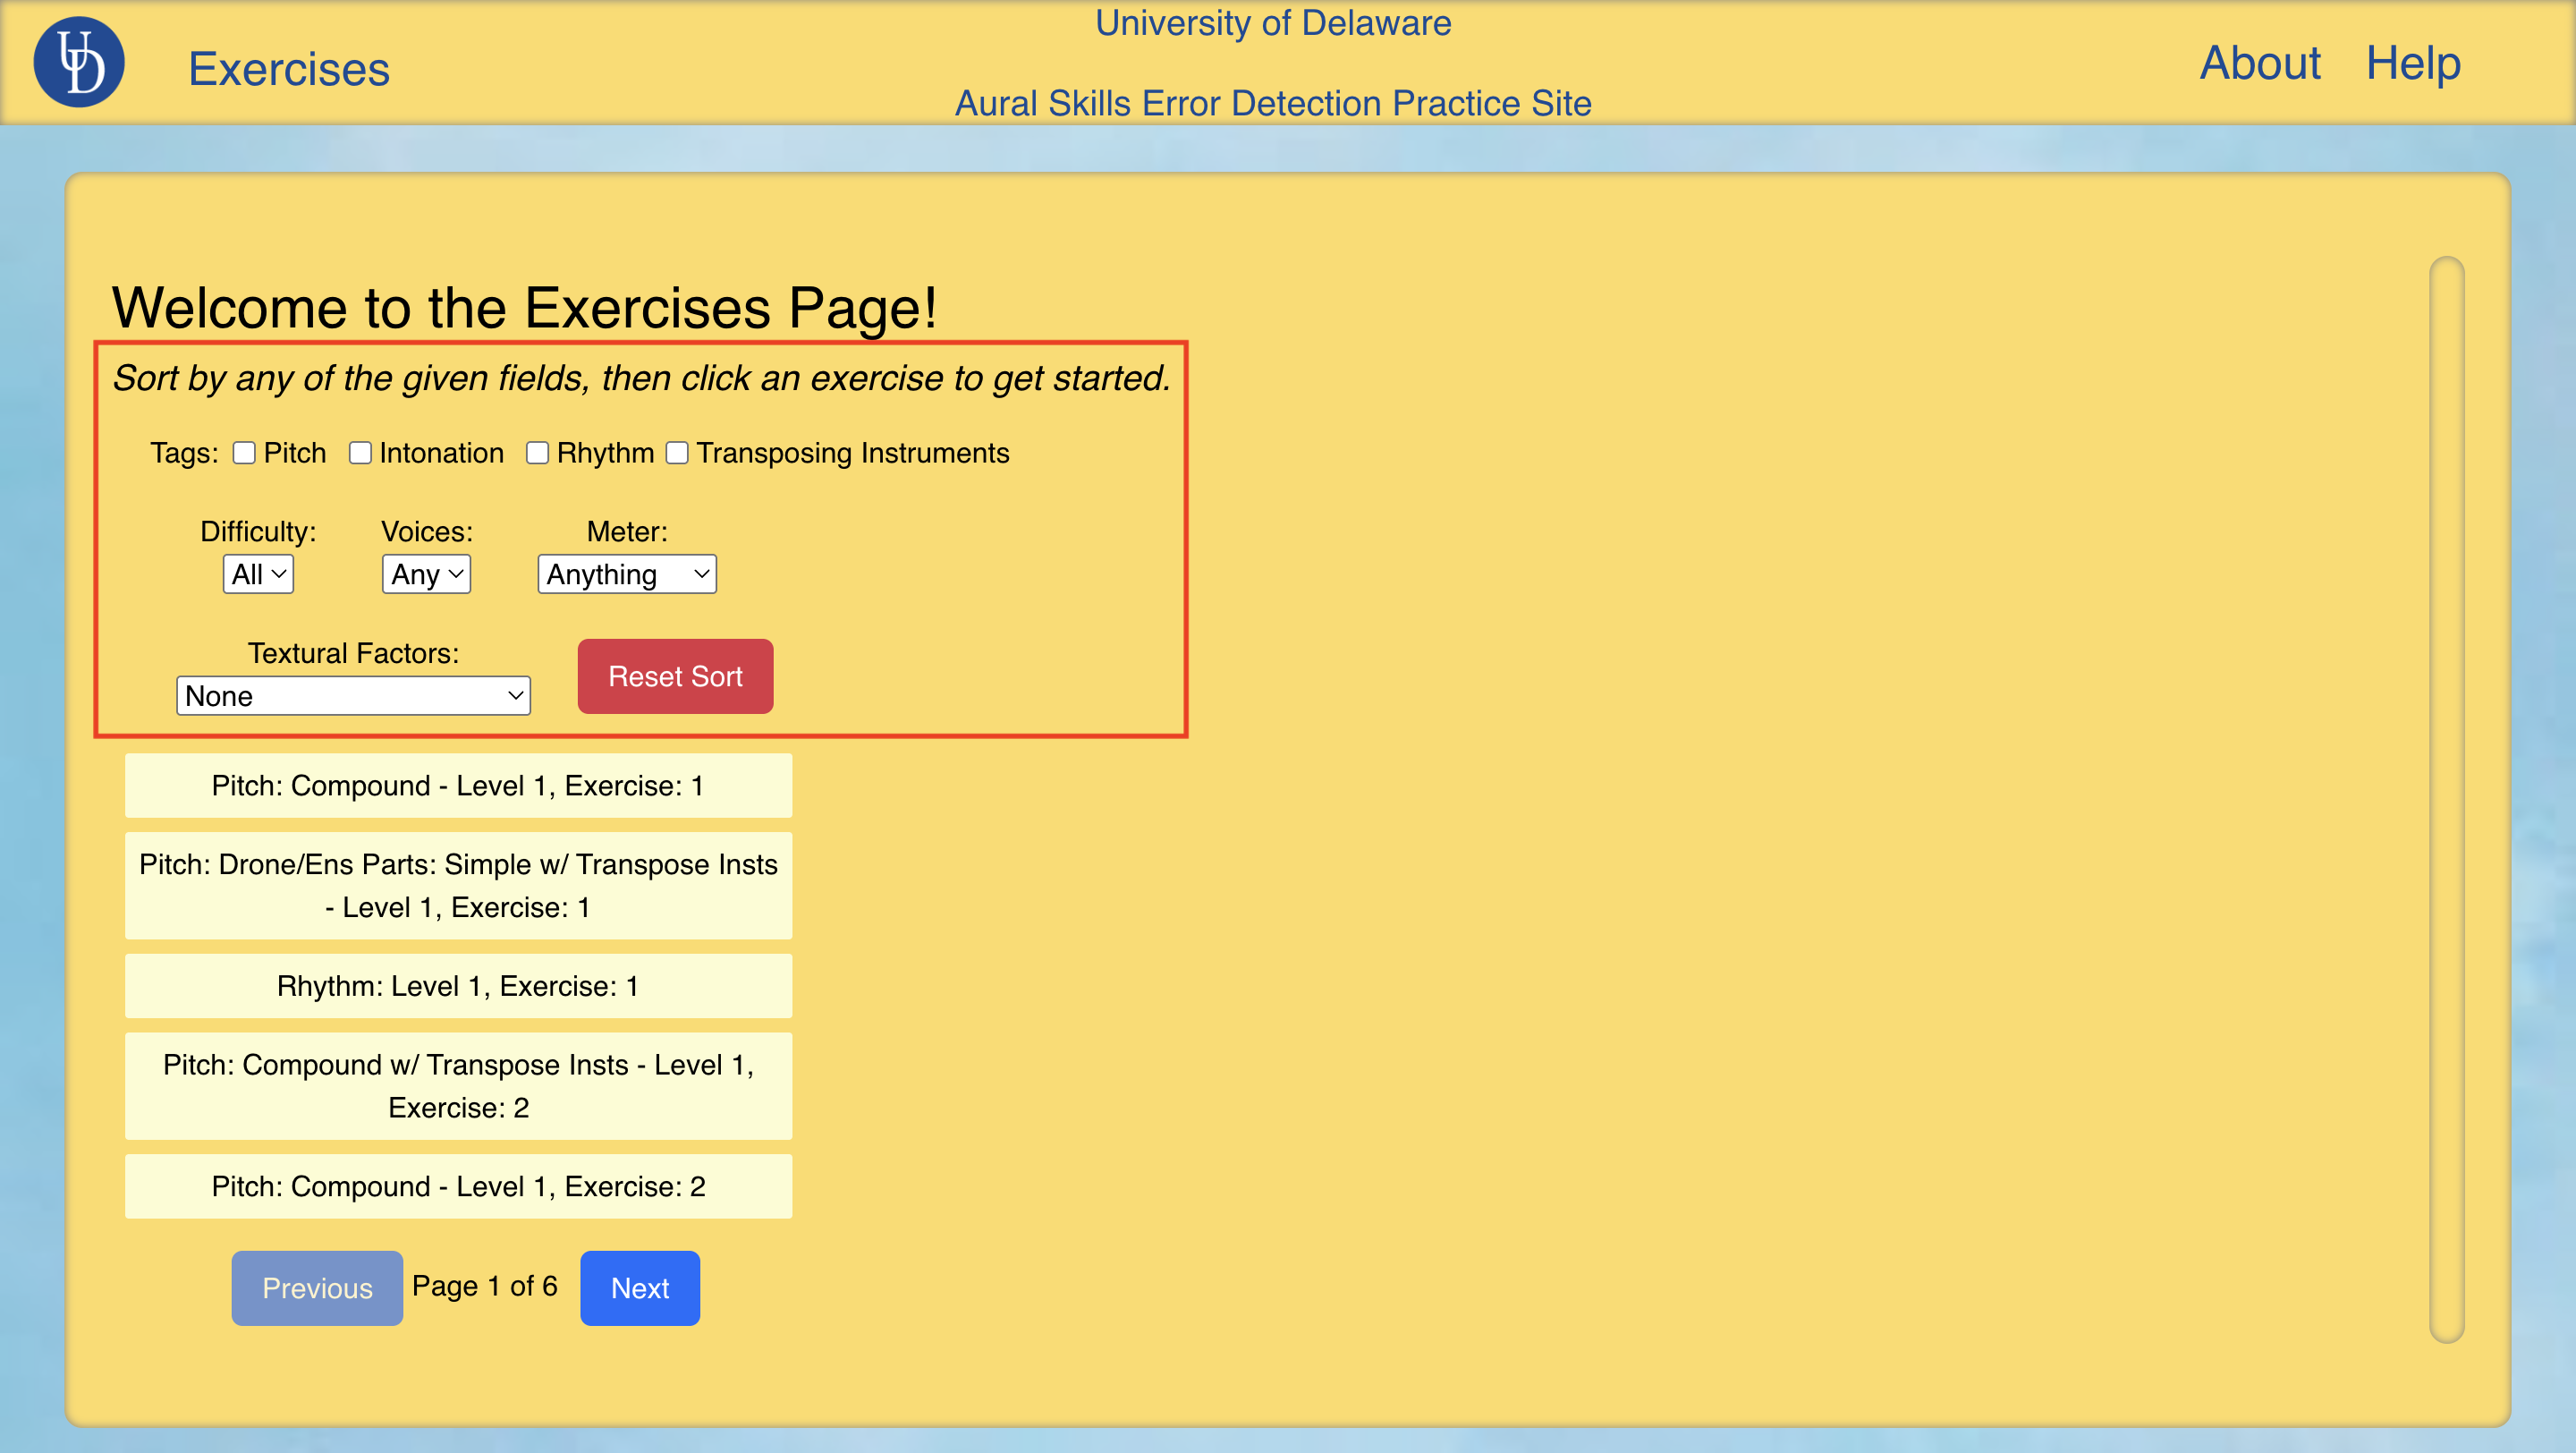 UD
Exercises
University of Delaware
Aural Skills Error Detection Practice Site
About Help
Welcome to the Exercises Page!
Sort by any of the given fields, then click an exercise to get started.
Tags: Pitch Intonation Rhythm Transposing Instruments
Difficulty: Voices: Meter:
All Any Anything
Textural Factors:
None
Reset Sort
Pitch: Compound - Level 1, Exercise: 1
Pitch: Drone/Ens Parts: Simple w/ Transpose Insts
- Level 1, Exercise: 1
Rhythm: Level 1, Exercise: 1
Pitch: Compound w/ Transpose Insts - Level 1,
Exercise: 2
Pitch: Compound - Level 1, Exercise: 2
Previous Page 1 of 6 Next